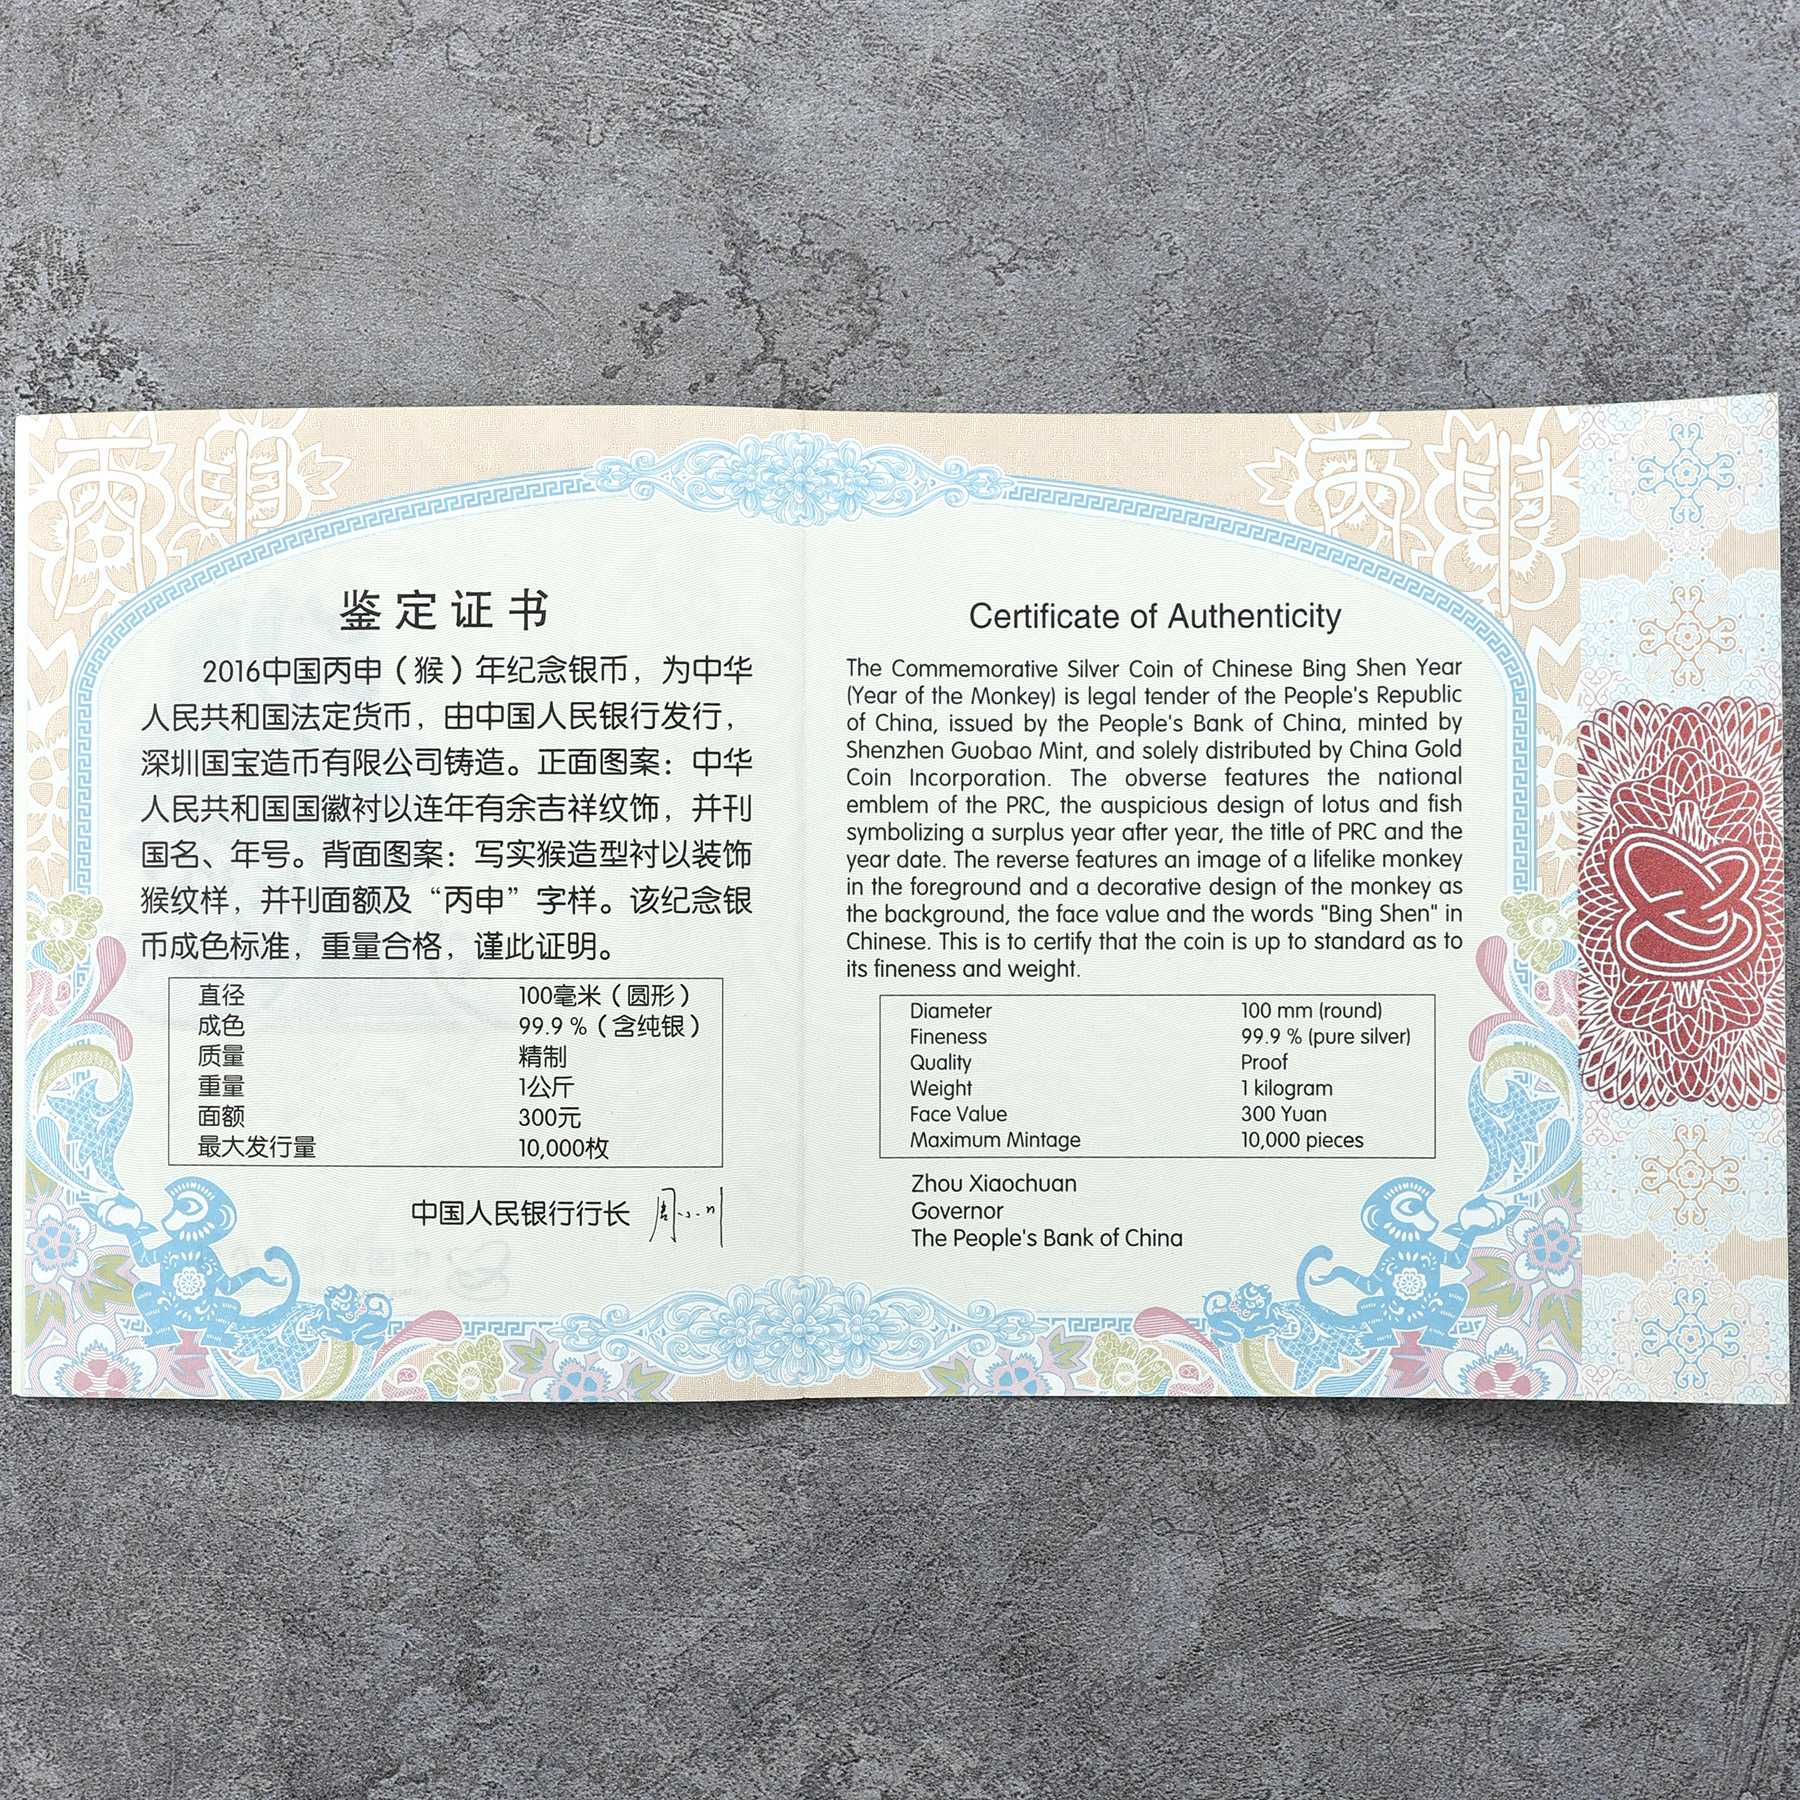 丙申
丙申
鉴定证书
2016中国丙申（猴）年纪念银币，为中华
人民共和国法定货币，由中国人民银行发行，
深圳国宝造币有限公司铸造。正面图案：中华
人民共和国国徽衬以连年有余吉祥纹饰，并刊
国名、年号。背面图案：写实猴造型衬以装饰
猴纹样，并刊面额及“丙申”字样。该纪念银
币成色标准，重量合格，谨此证明。
直径 100毫米（圆形）
成色 99.9 %（含纯银）
质量 精制
重量 1公斤
面额 300元
最大发行量 10,000枚
中国人民银行行长 周小川
Certificate of Authenticity
The Commemorative Silver Coin of Chinese Bing Shen Year
(Year of the Monkey) is legal tender of the People's Republic
of China, issued by the People's Bank of China, minted by
Shenzhen Guobao Mint, and solely distributed by China Gold
Coin Incorporation. The obverse features the national
emblem of the PRC, the auspicious design of lotus and fish
symbolizing a surplus year after year, the title of PRC and the
year date. The reverse features an image of a lifelike monkey
in the foreground and a decorative design of the monkey as
the background, the face value and the words "Bing Shen" in
Chinese. This is to certify that the coin is up to standard as to
its fineness and weight.
Diameter 100 mm (round)
Fineness 99.9 % (pure silver)
Quality Proof
Weight 1 kilogram
Face Value 300 Yuan
Maximum Mintage 10,000 pieces
Zhou Xiaochuan
Governor
The People's Bank of China